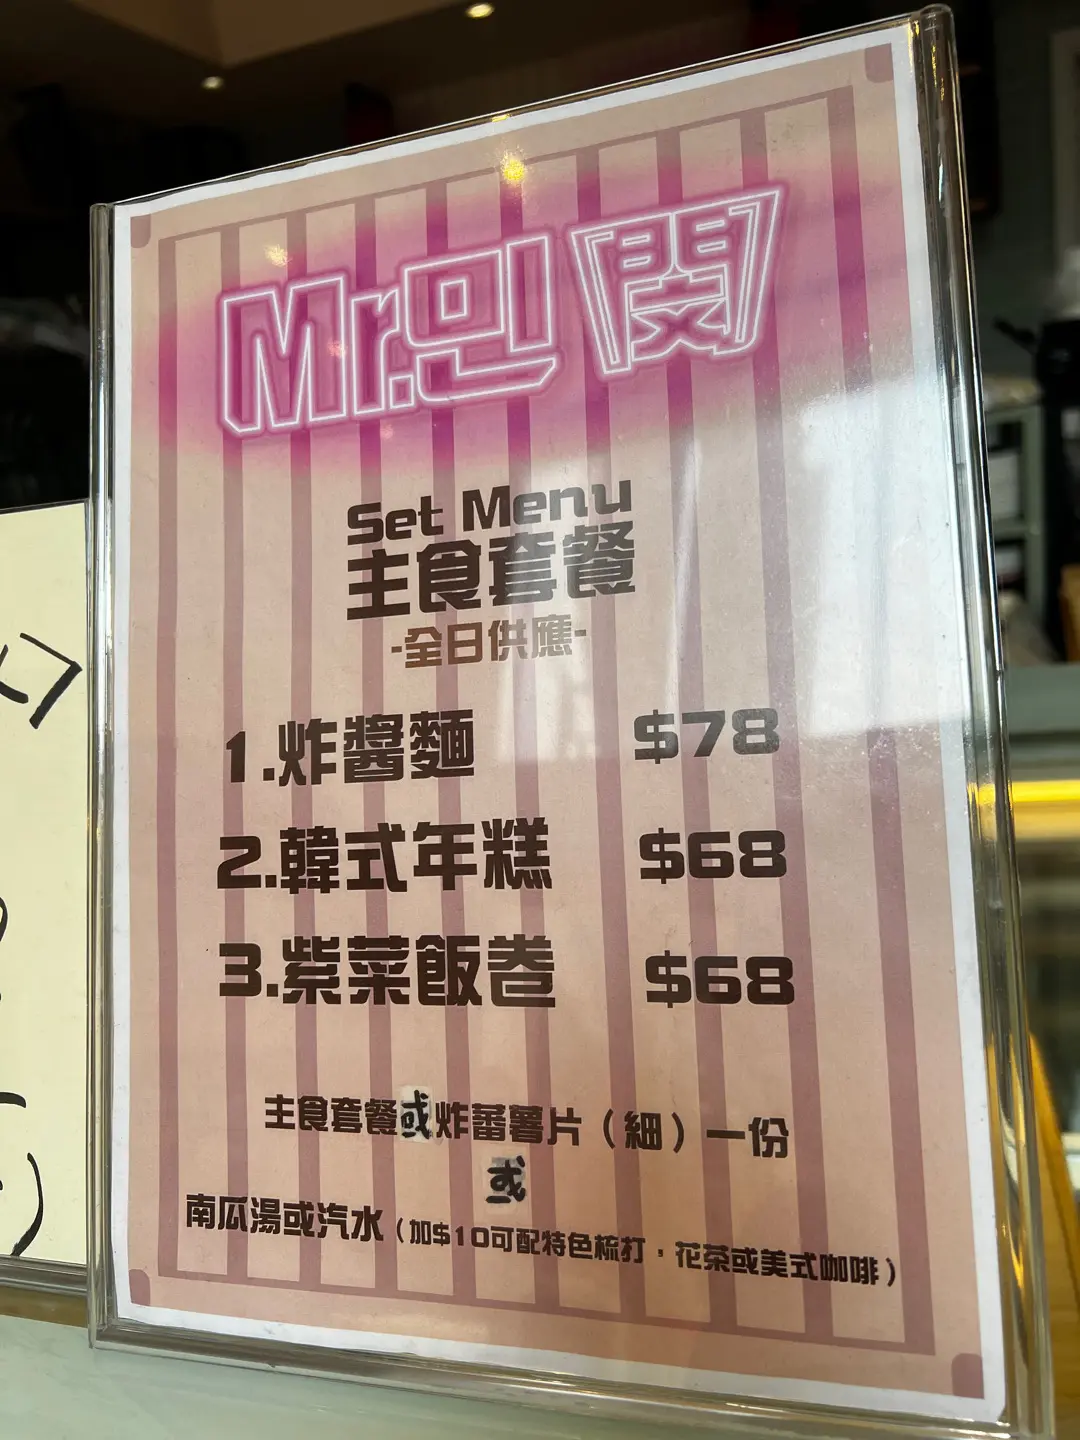 Mr.민 閔
Set Menu
主食套餐
-全日供應-
1.炸醬麵 $78
2.韓式年糕 $68
3.紫菜飯卷 $68
主食套餐或炸蕃薯片（細）一份
或
南瓜湯或汽水（加$10可配特色梳打，花茶或美式咖啡）